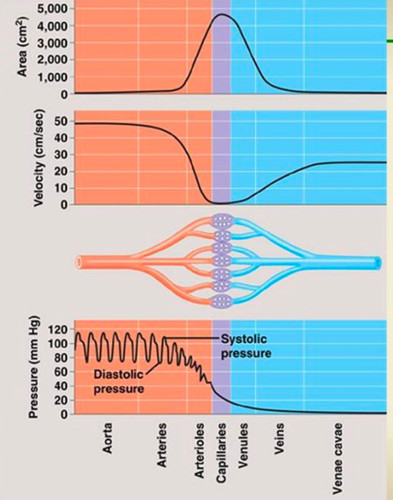 Area (cm²)
5,000
4,000
3,000
2,000
1,000
0
Velocity (cm/sec)
50
40
30
20
10
0
Pressure (mm Hg)
120
100
80
60
40
20
0
Systolic
pressure
Diastolic
pressure
Aorta
Arteries
Arterioles
Capillaries
Venules
Veins
Venae cavae